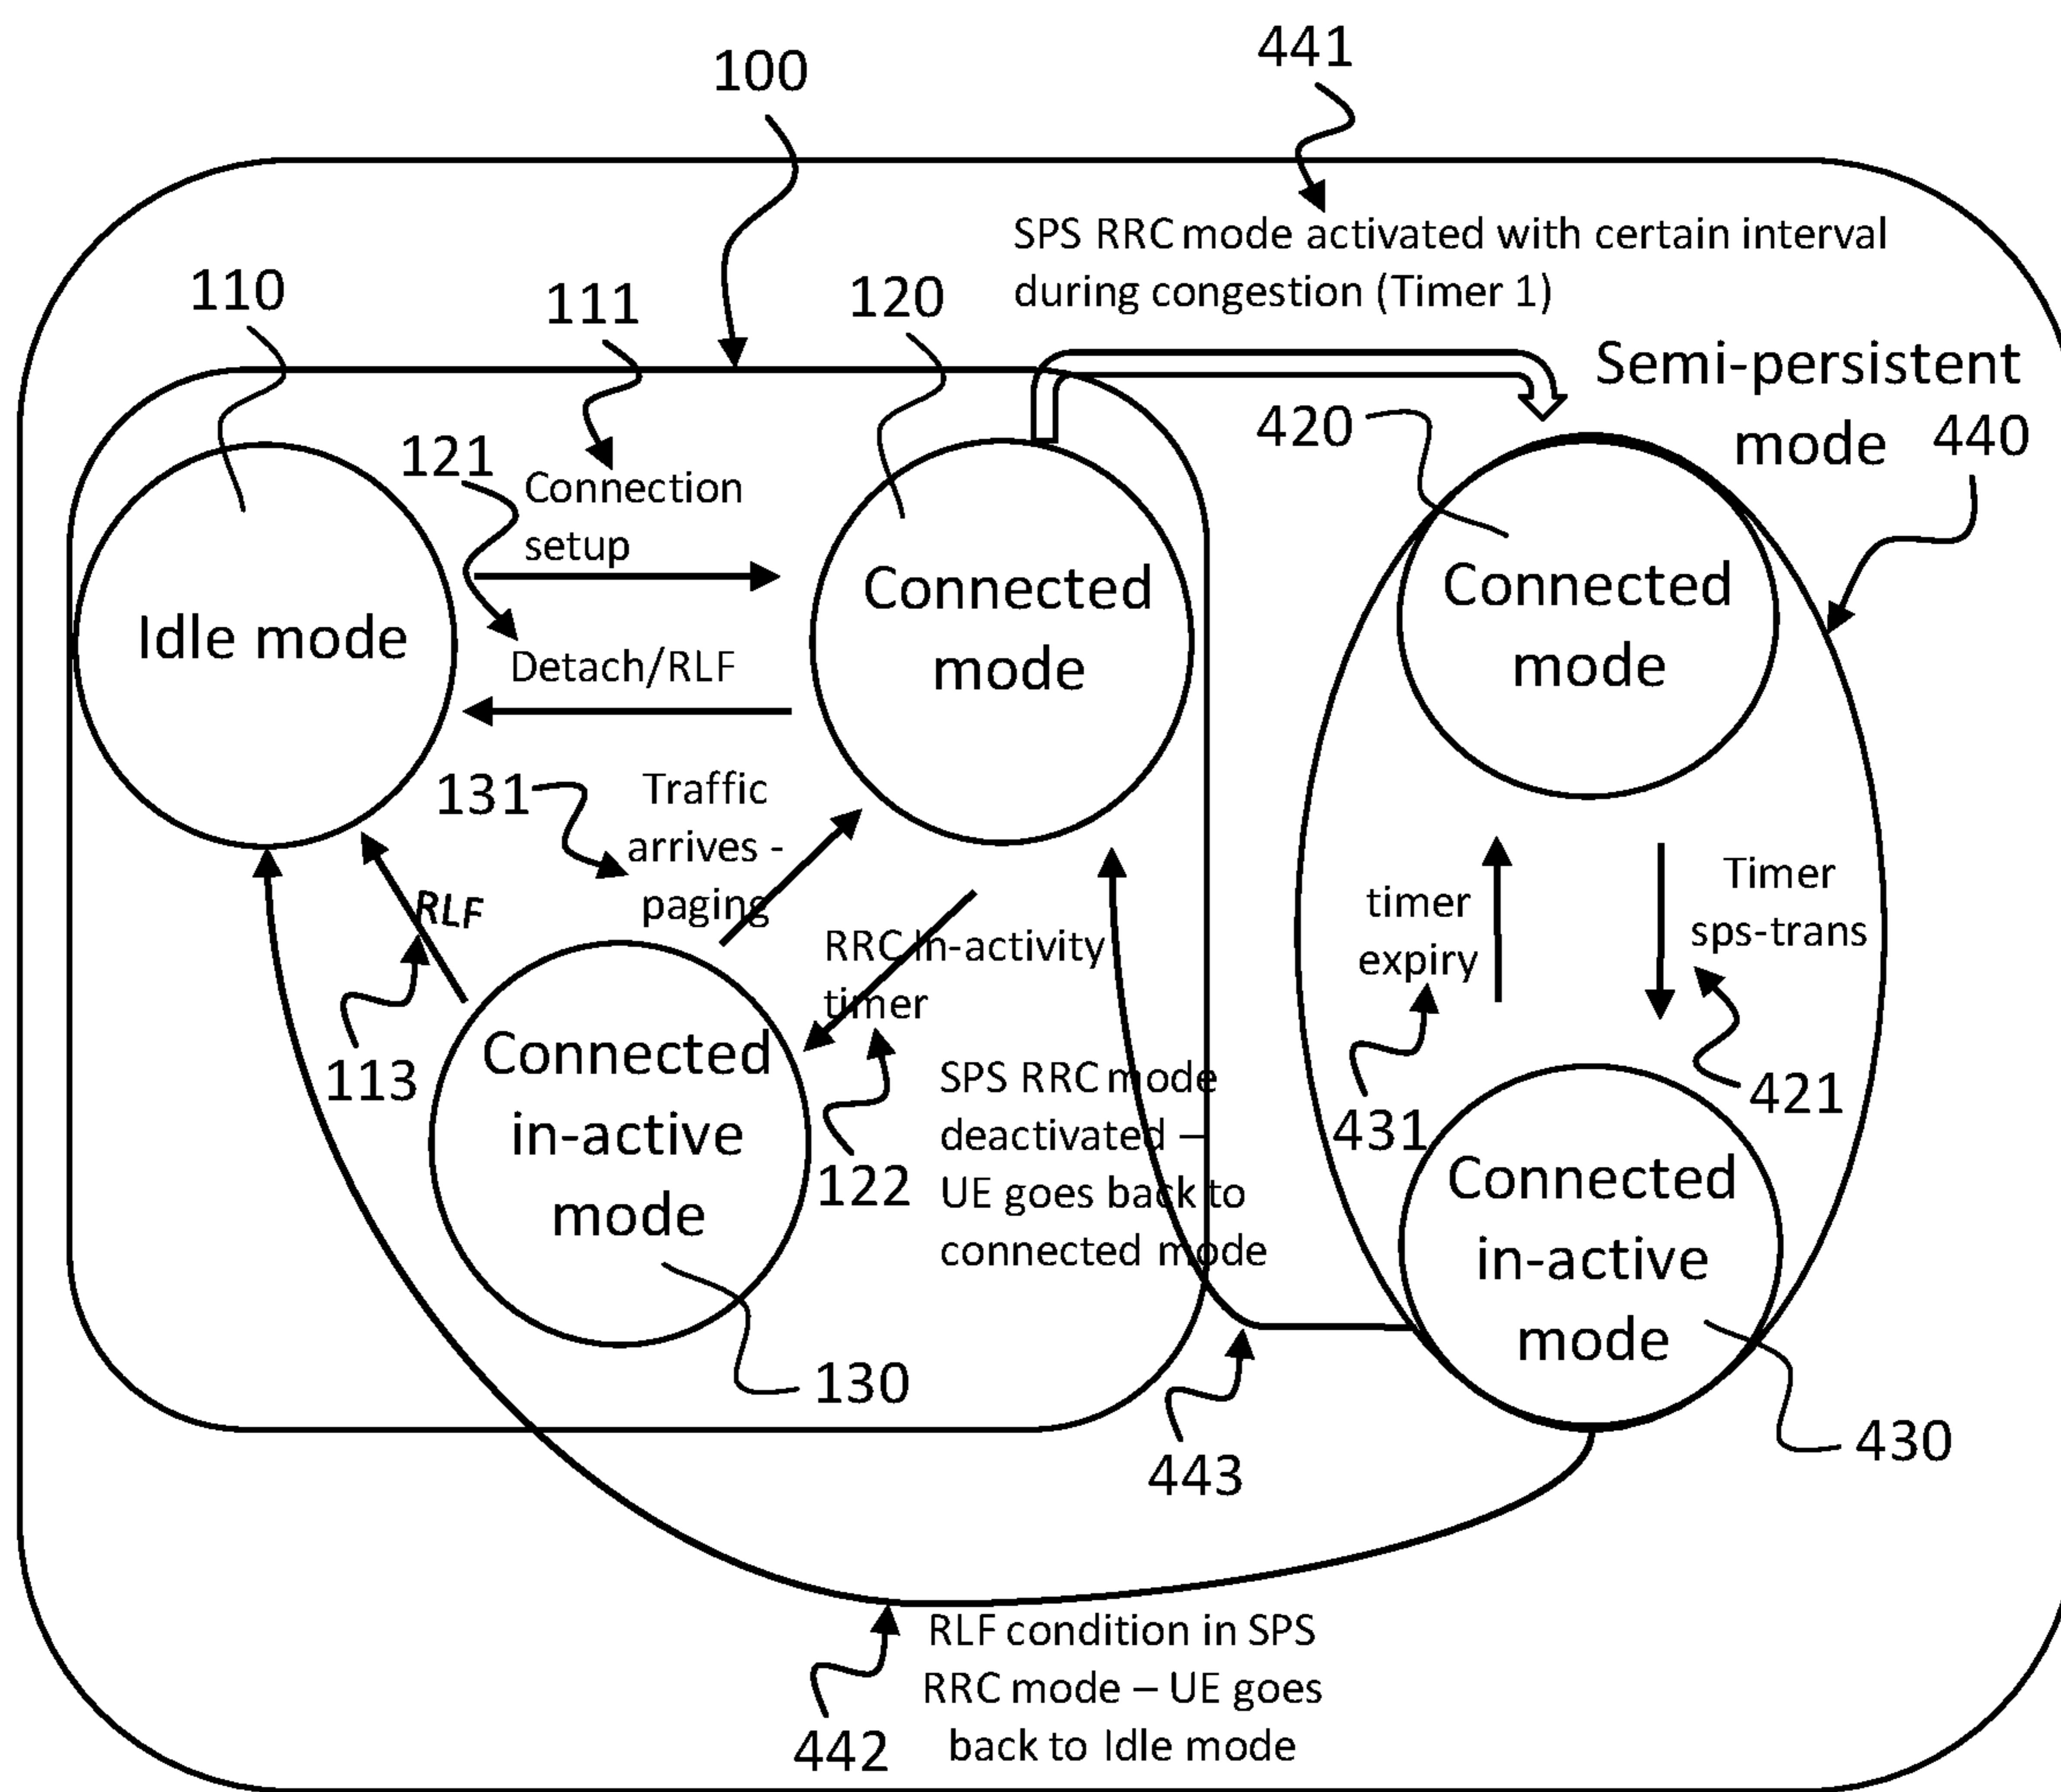 441
100
SPS RRC mode activated with certain interval
during congestion (Timer 1)
110
111
120
Semi-persistent
mode
440
420
121
Connection
setup
Idle mode
Connected
mode
Connected
mode
Detach/RLF
131
Traffic
arrives -
paging
RLF
timer
expiry
Timer
sps-trans
RRC In-activity
timer
113
Connected
in-active
mode
122
SPS RRC mode
deactivated –
UE goes back to
connected mode
431
421
Connected
in-active
mode
130
443
430
RLF condition in SPS
RRC mode – UE goes
back to Idle mode
442